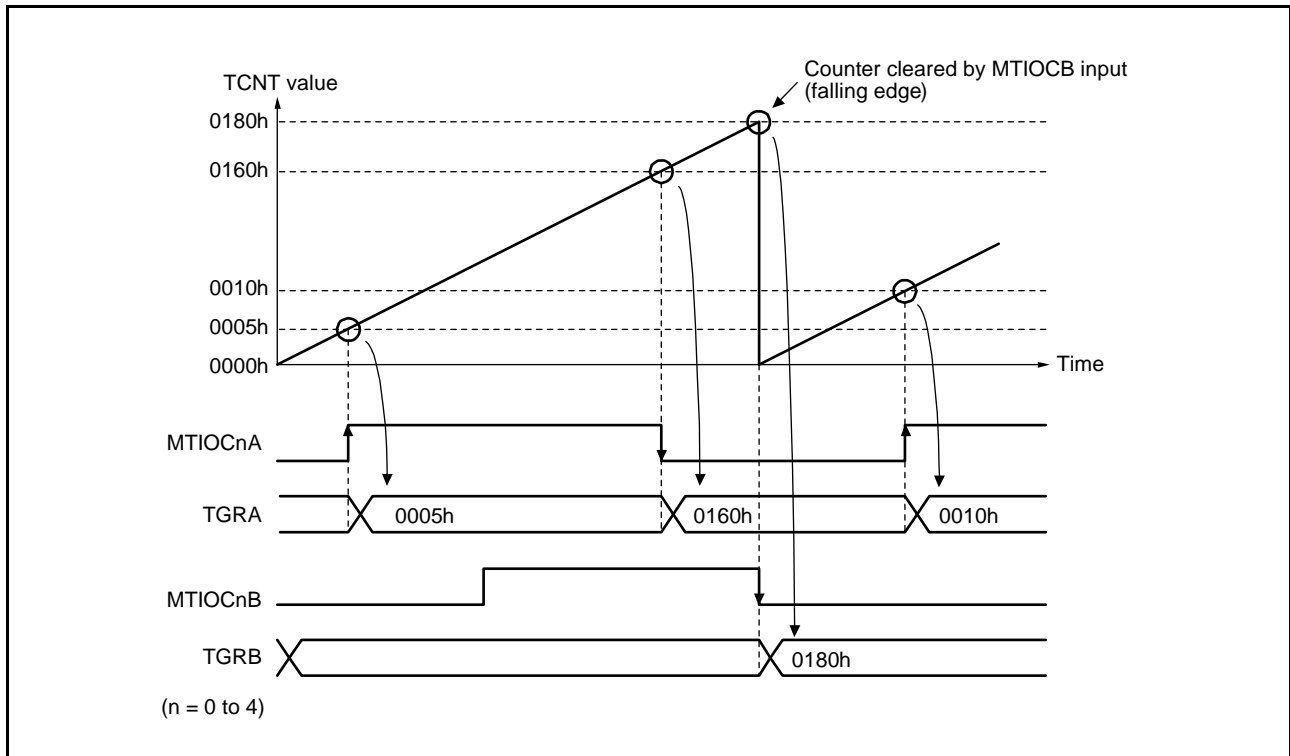 Counter cleared by MTIOCB input
(falling edge)
TCNT value
0180h
0160h
0010h
0005h
0000h
Time
MTIOCnA
TGRA
0005h
0160h
0010h
MTIOCnB
TGRB
0180h
(n = 0 to 4)